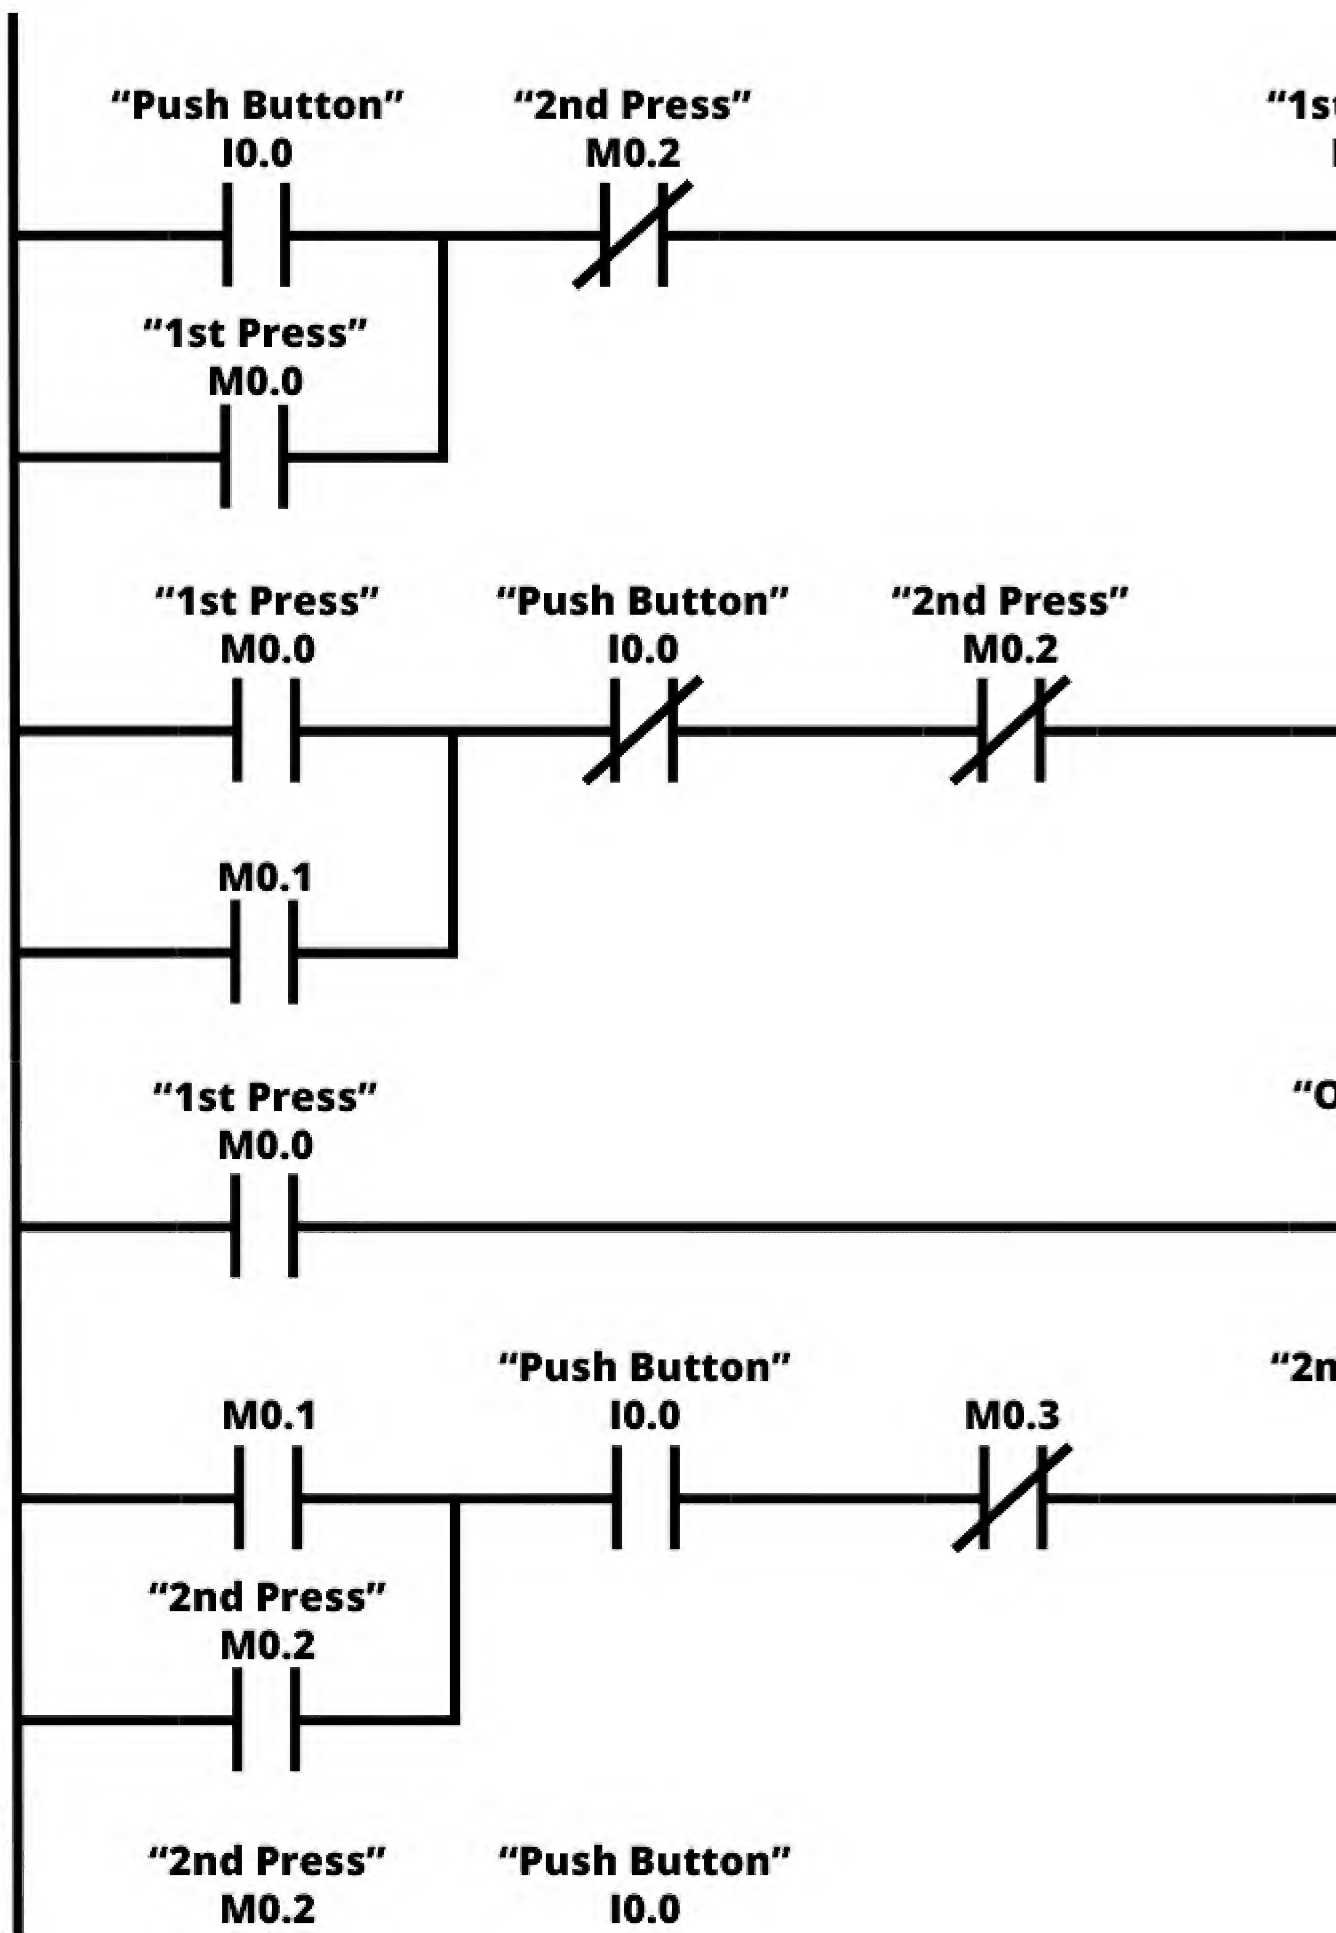 “Push Button” “2nd Press” “1st
I0.0 M0.2
“1st Press”
M0.0
“1st Press” “Push Button” “2nd Press”
M0.0 I0.0 M0.2
M0.1
“1st Press” “O
M0.0
“Push Button” “2n
M0.1 I0.0 M0.3
“2nd Press”
M0.2
“2nd Press” “Push Button”
M0.2 I0.0